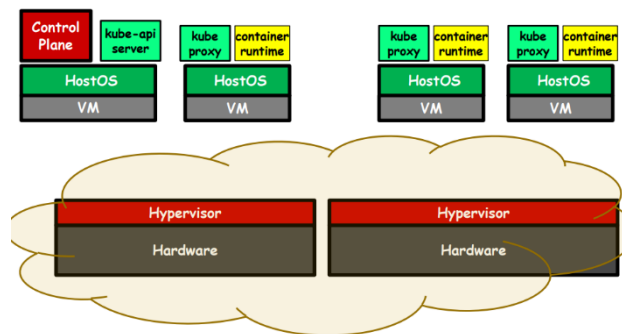 Control
Plane
kube-api
server
kube
proxy
container
runtime
kube
proxy
container
runtime
kube
proxy
container
runtime
HostOS
HostOS
HostOS
HostOS
VM
VM
VM
VM
Hypervisor
Hypervisor
Hardware
Hardware